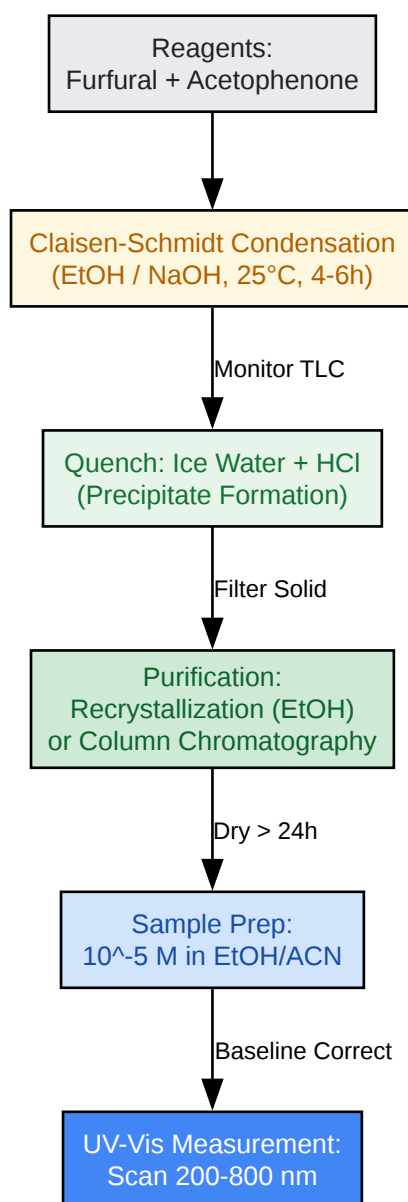 Reagents:
Furfural + Acetophenone
Claisen-Schmidt Condensation
(EtOH / NaOH, 25°C, 4-6h)
Monitor TLC
Quench: Ice Water + HCl
(Precipitate Formation)
Filter Solid
Purification:
Recrystallization (EtOH)
or Column Chromatography
Dry > 24h
Sample Prep:
10^-5 M in EtOH/ACN
Baseline Correct
UV-Vis Measurement:
Scan 200-800 nm